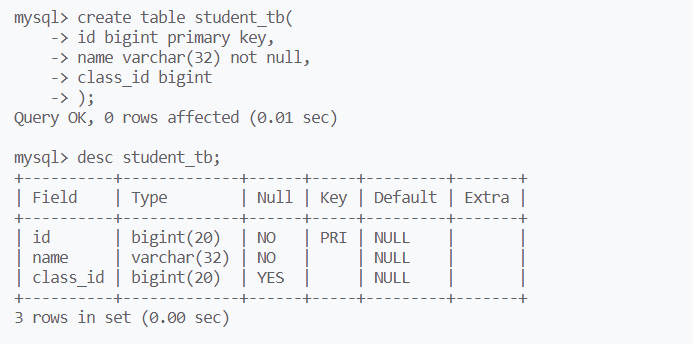 mysql> create table student_tb(
    -> id bigint primary key,
    -> name varchar(32) not null,
    -> class_id bigint
    -> );
Query OK, 0 rows affected (0.01 sec)

mysql> desc student_tb;
+----------+-------------+------+-----+---------+-------+
| Field    | Type        | Null | Key | Default | Extra |
+----------+-------------+------+-----+---------+-------+
| id       | bigint(20)  | NO   | PRI | NULL    |       |
| name     | varchar(32) | NO   |     | NULL    |       |
| class_id | bigint(20)  | YES  |     | NULL    |       |
+----------+-------------+------+-----+---------+-------+
3 rows in set (0.00 sec)